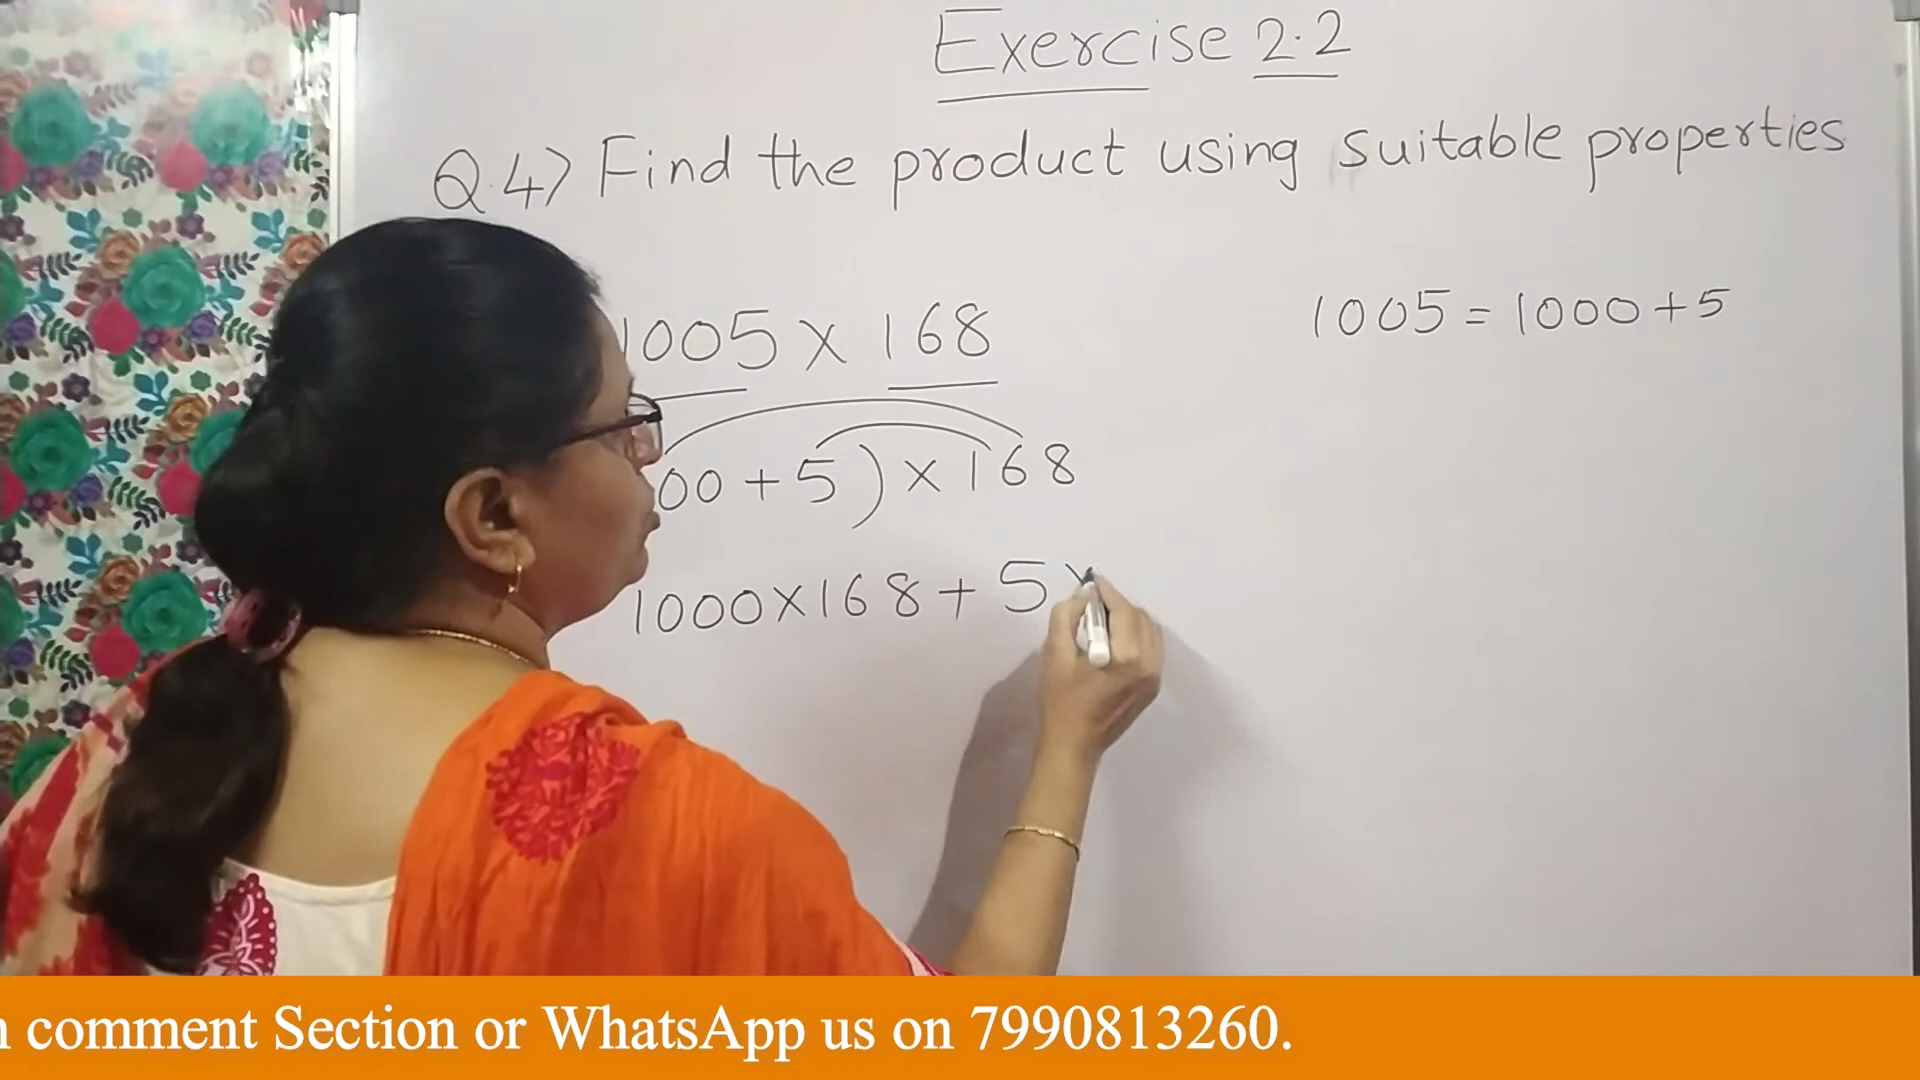 Exercise 2.2
Q.4) Find the product using suitable properties
1005 x 168
1005 = 1000 + 5
00 + 5) x 168
1000 x 168 + 5 x
comment Section or WhatsApp us on 7990813260.